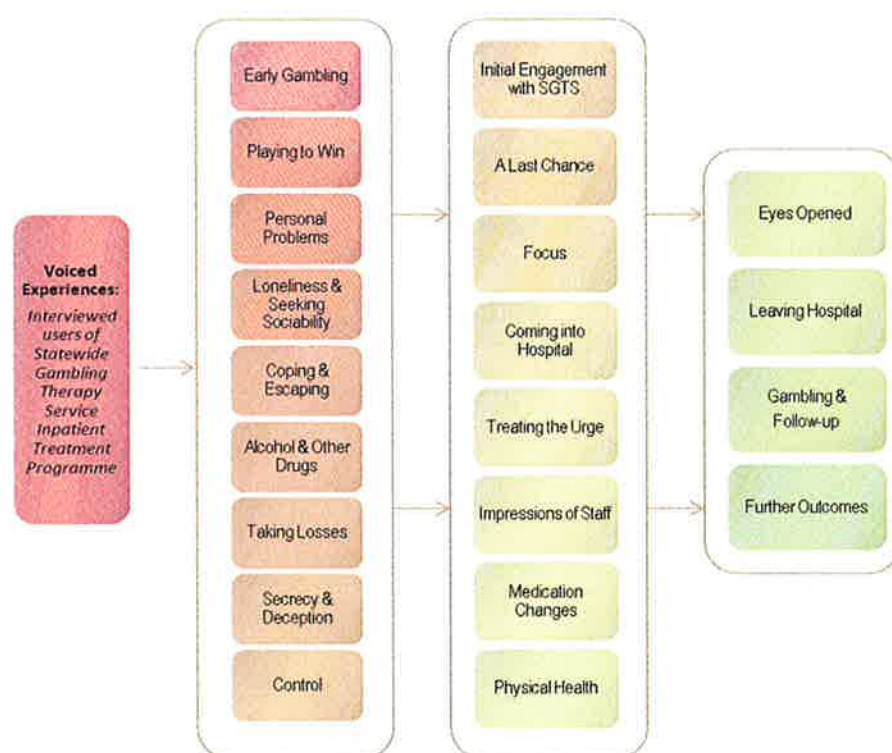 Voiced
Experiences:
Interviewed
users of
Statewide
Gambling
Therapy
Service
Inpatient
Treatment
Programme
Early Gambling
Playing to Win
Personal
Problems
Loneliness &
Seeking
Sociability
Coping &
Escaping
Alcohol & Other
Drugs
Taking Losses
Secrecy &
Deception
Control
Initial Engagement
with SGTS
A Last Chance
Focus
Coming into
Hospital
Treating the Urge
Impressions of Staff
Medication
Changes
Physical Health
Eyes Opened
Leaving Hospital
Gambling &
Follow-up
Further Outcomes